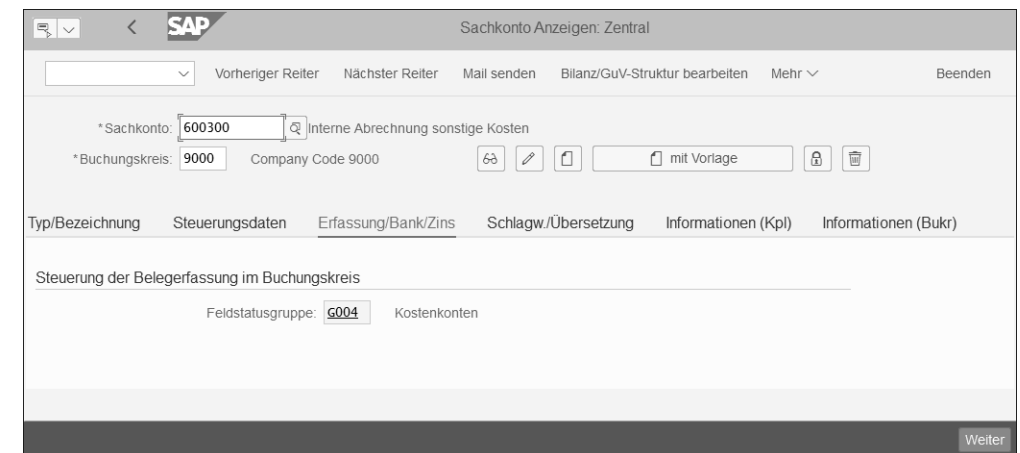 SAP Sachkonto Anzeigen: Zentral
Vorheriger Reiter Nächster Reiter Mail senden Bilanz/GuV-Struktur bearbeiten Mehr Beenden
*Sachkonto: 600300 Interne Abrechnung sonstige Kosten
*Buchungskreis: 9000 Company Code 9000 mit Vorlage
Typ/Bezeichnung Steuerungsdaten Erfassung/Bank/Zins Schlagw./Übersetzung Informationen (Kpl) Informationen (Bukr)
Steuerung der Belegerfassung im Buchungskreis
Feldstatusgruppe: G004 Kostenkonten
Weiter